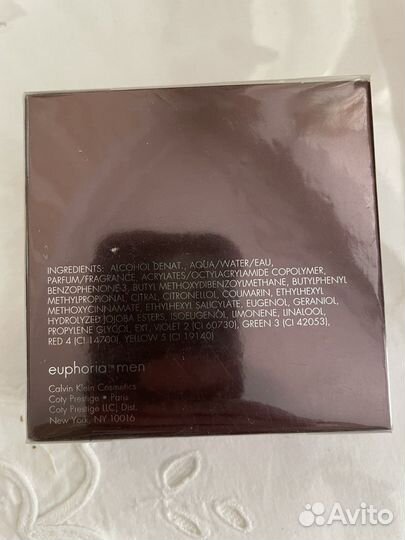 INGREDIENTS: ALCOHOL DENAT., AQUA/WATER/EAU,
PARFUM/FRAGRANCE, ACRYLATES/OCTYLACRYLAMIDE COPOLYMER,
BENZOPHENONE-3, BUTYL METHOXYDIBENZOYLMETHANE, BUTYLPHENYL
METHYLPROPIONAL, CITRAL, CITRONELLOL, COUMARIN, ETHYLHEXYL
METHOXYCINNAMATE, ETHYLHEXYL SALICYLATE, EUGENOL, GERANIOL,
HYDROLYZED JOJOBA ESTERS, ISOEUGENOL, LIMONENE, LINALOOL,
PROPYLENE GLYCOL, EXT. VIOLET 2 (CI 60730), GREEN 3 (CI 42053),
RED 4 (CI 14700), YELLOW 5 (CI 19140)
euphoria™ men
Calvin Klein Cosmetics
Coty Prestige • Paris
Coty Prestige LLC| Dist.
New York, NY 10016
Avito